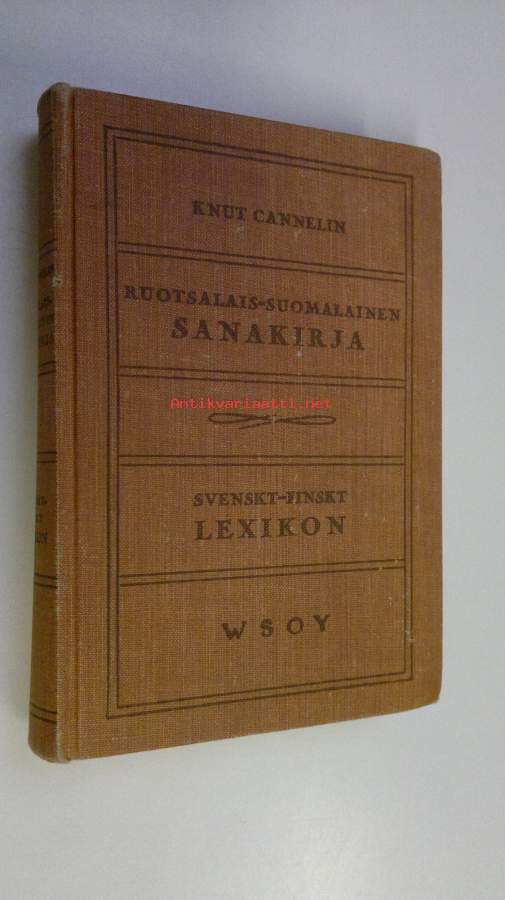 KNUT CANNELIN
RUOTSALAIS-SUOMALAINEN
SANAKIRJA
Antikvariaatti.net
SVENSKT-FINSKT
LEXIKON
WSOY